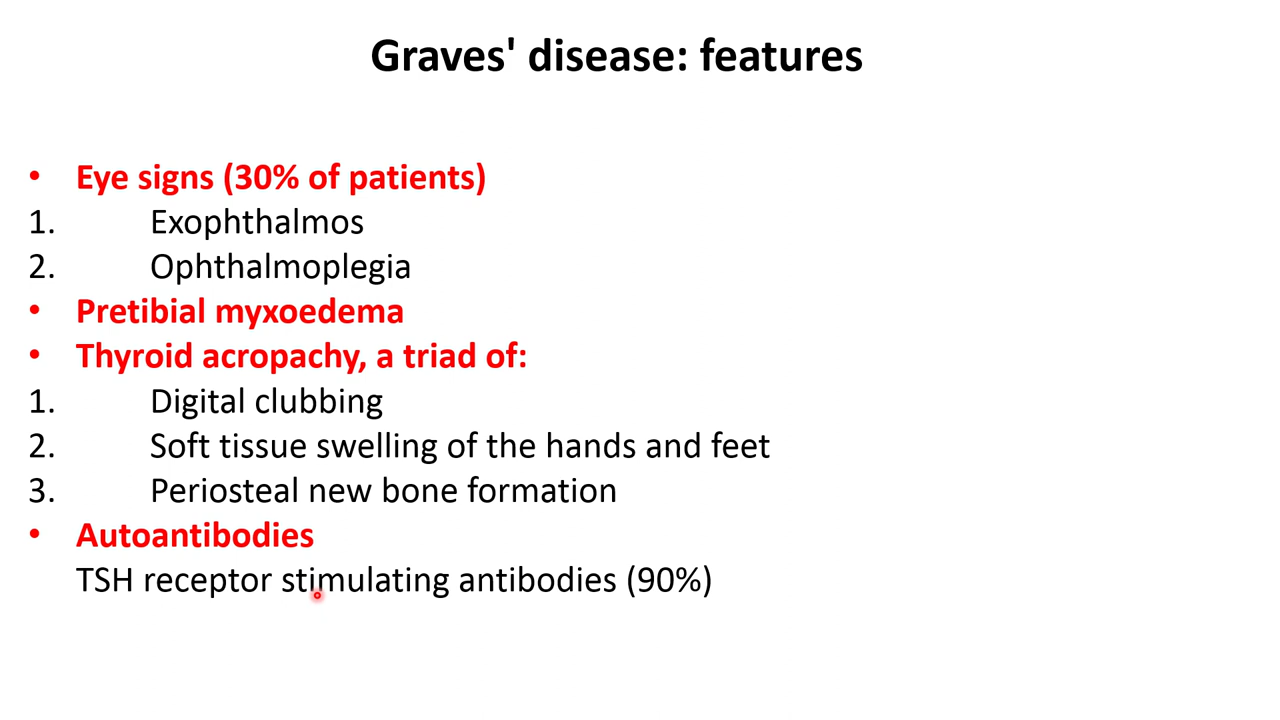 Graves' disease: features
• Eye signs (30% of patients)
1. Exophthalmos
2. Ophthalmoplegia
• Pretibial myxoedema
• Thyroid acropachy, a triad of:
1. Digital clubbing
2. Soft tissue swelling of the hands and feet
3. Periosteal new bone formation
• Autoantibodies
TSH receptor stimulating antibodies (90%)